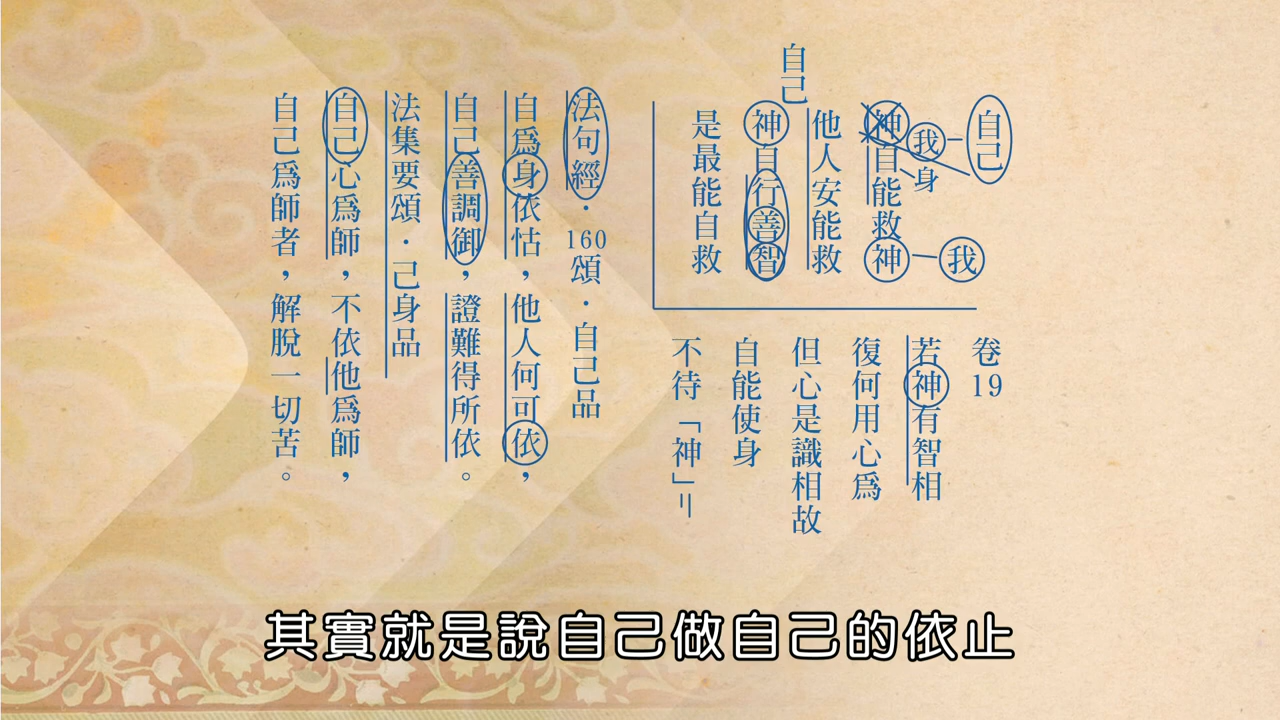 自己
我
身
神自能救神
我
他人安能救
自己
神自行善智
是最能自救
卷19
若神有智相
復何用心為
但心是識相故
自能使身
不待「神」=
法句經．160頌．自己品
自為身依怙，他人何可依，
自己善調御，證難得所依。
法集要頌．己身品
自己心為師，不依他為師，
自己為師者，解脫一切苦。
其實就是說自己做自己的依止